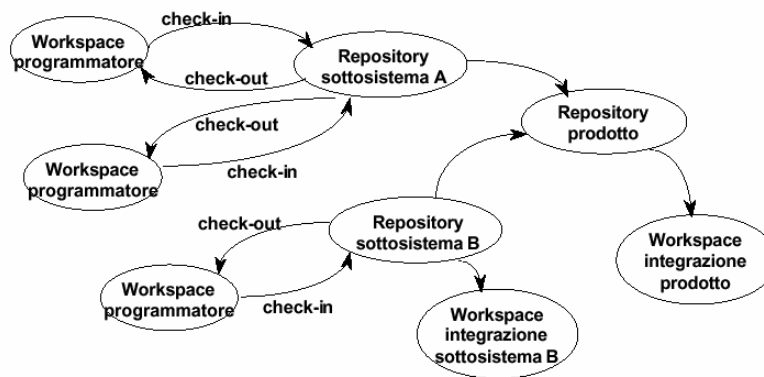 check-in
Workspace
programmatore
check-out
Repository
sottosistema A
check-out
Workspace
programmatore
check-in
Repository
prodotto
check-out
Repository
sottosistema B
Workspace
programmatore
check-in
Workspace
integrazione
prodotto
Workspace
integrazione
sottosistema B